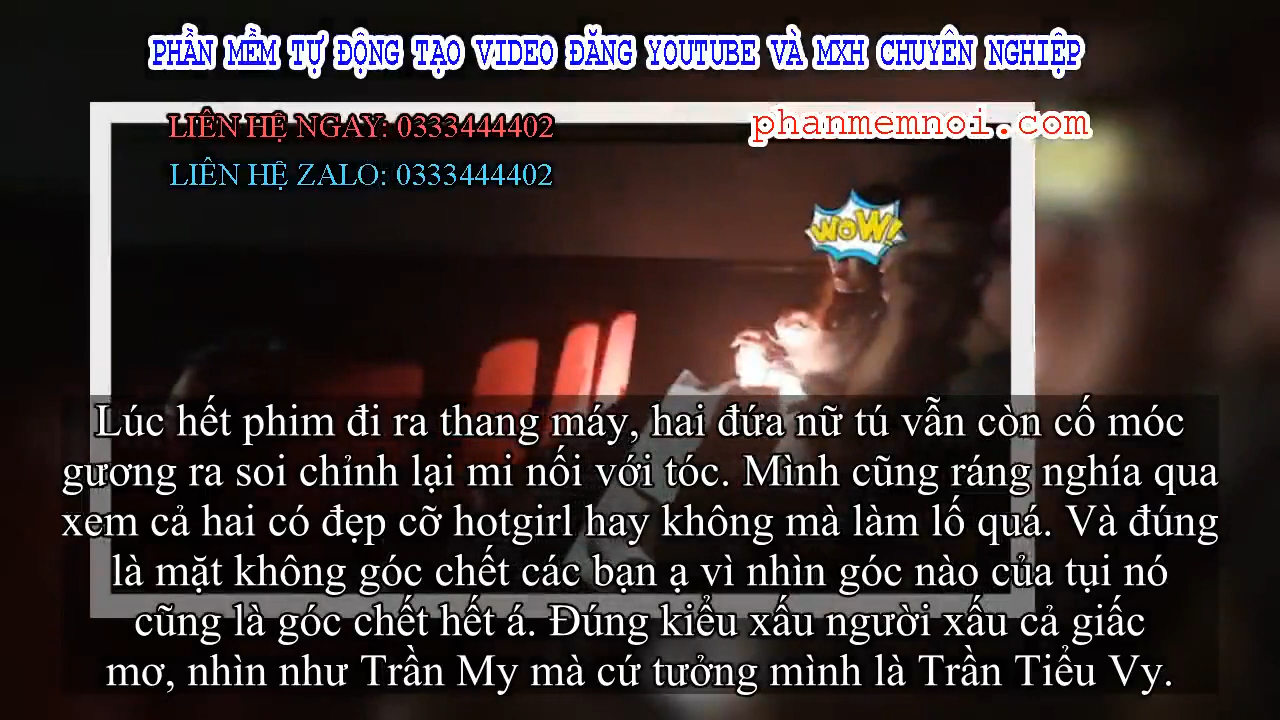 PHẦN MỀM TỰ ĐỘNG TẠO VIDEO ĐĂNG YOUTUBE VÀ MXH CHUYÊN NGHIỆP
LIÊN HỆ NGAY: 0333444402
phanmemnoi.com
LIÊN HỆ ZALO: 0333444402
WOW!
Lúc hết phim đi ra thang máy, hai đứa nữ tú vẫn còn cố móc
gương ra soi chỉnh lại mi nối với tóc. Mình cũng ráng nghía qua
xem cả hai có đẹp cỡ hotgirl hay không mà làm lố quá. Và đúng
là mặt không góc chết các bạn ạ vì nhìn góc nào của tụi nó
cũng là góc chết hết á. Đúng kiểu xấu người xấu cả giấc
mơ, nhìn như Trần My mà cứ tưởng mình là Trần Tiểu Vy.